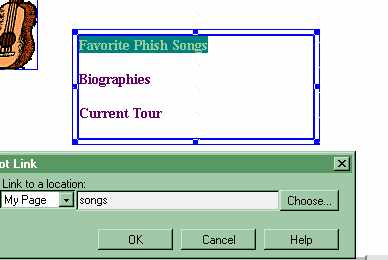 Favorite Phish Songs
Biographies
Current Tour
ot Link
Link to a location:
My Page songs Choose...
OK Cancel Help